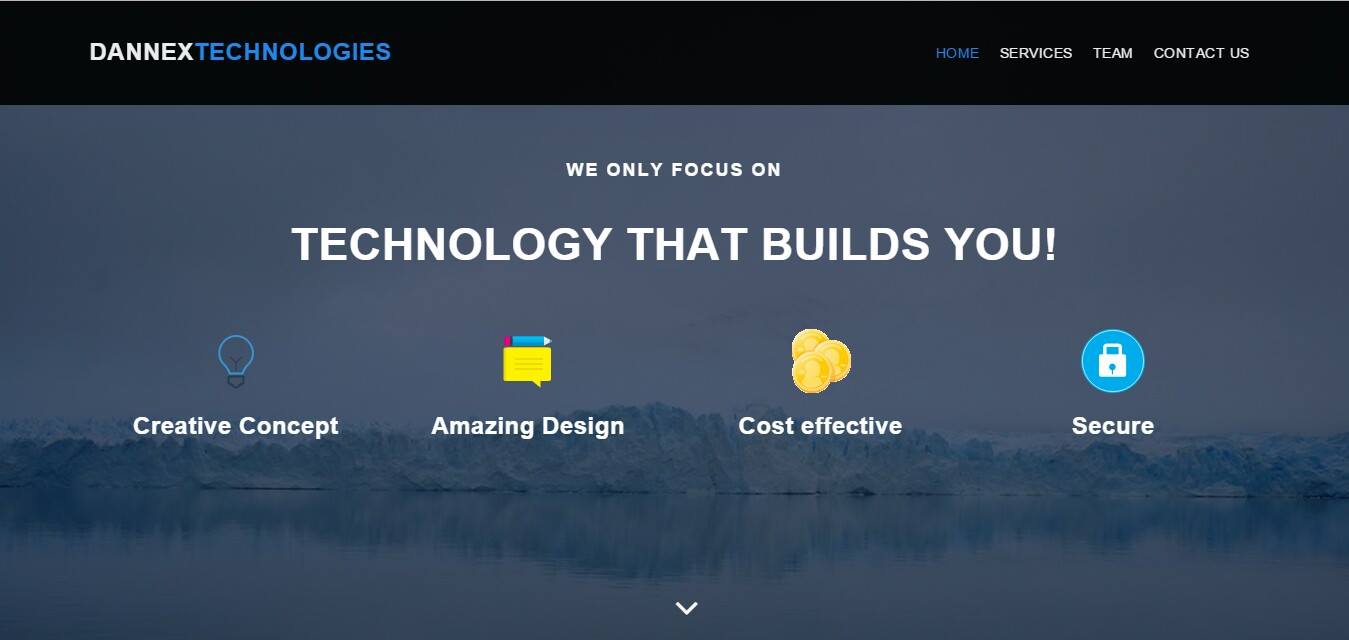 DANNEXTECHNOLOGIES
HOME SERVICES TEAM CONTACT US
WE ONLY FOCUS ON
TECHNOLOGY THAT BUILDS YOU!
Creative Concept
Amazing Design
Cost effective
Secure